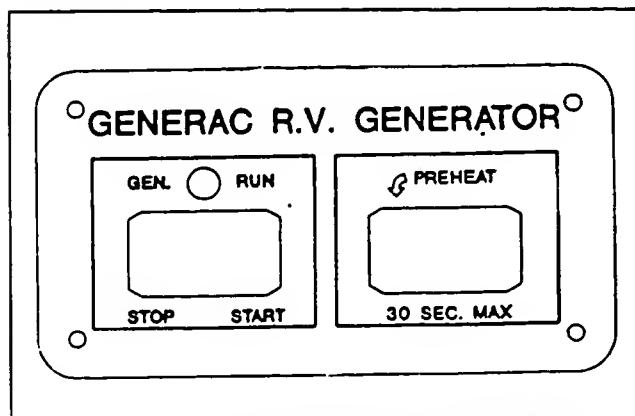 GENERAC R.V. GENERATOR
GEN. RUN
STOP START
PREHEAT
30 SEC. MAX